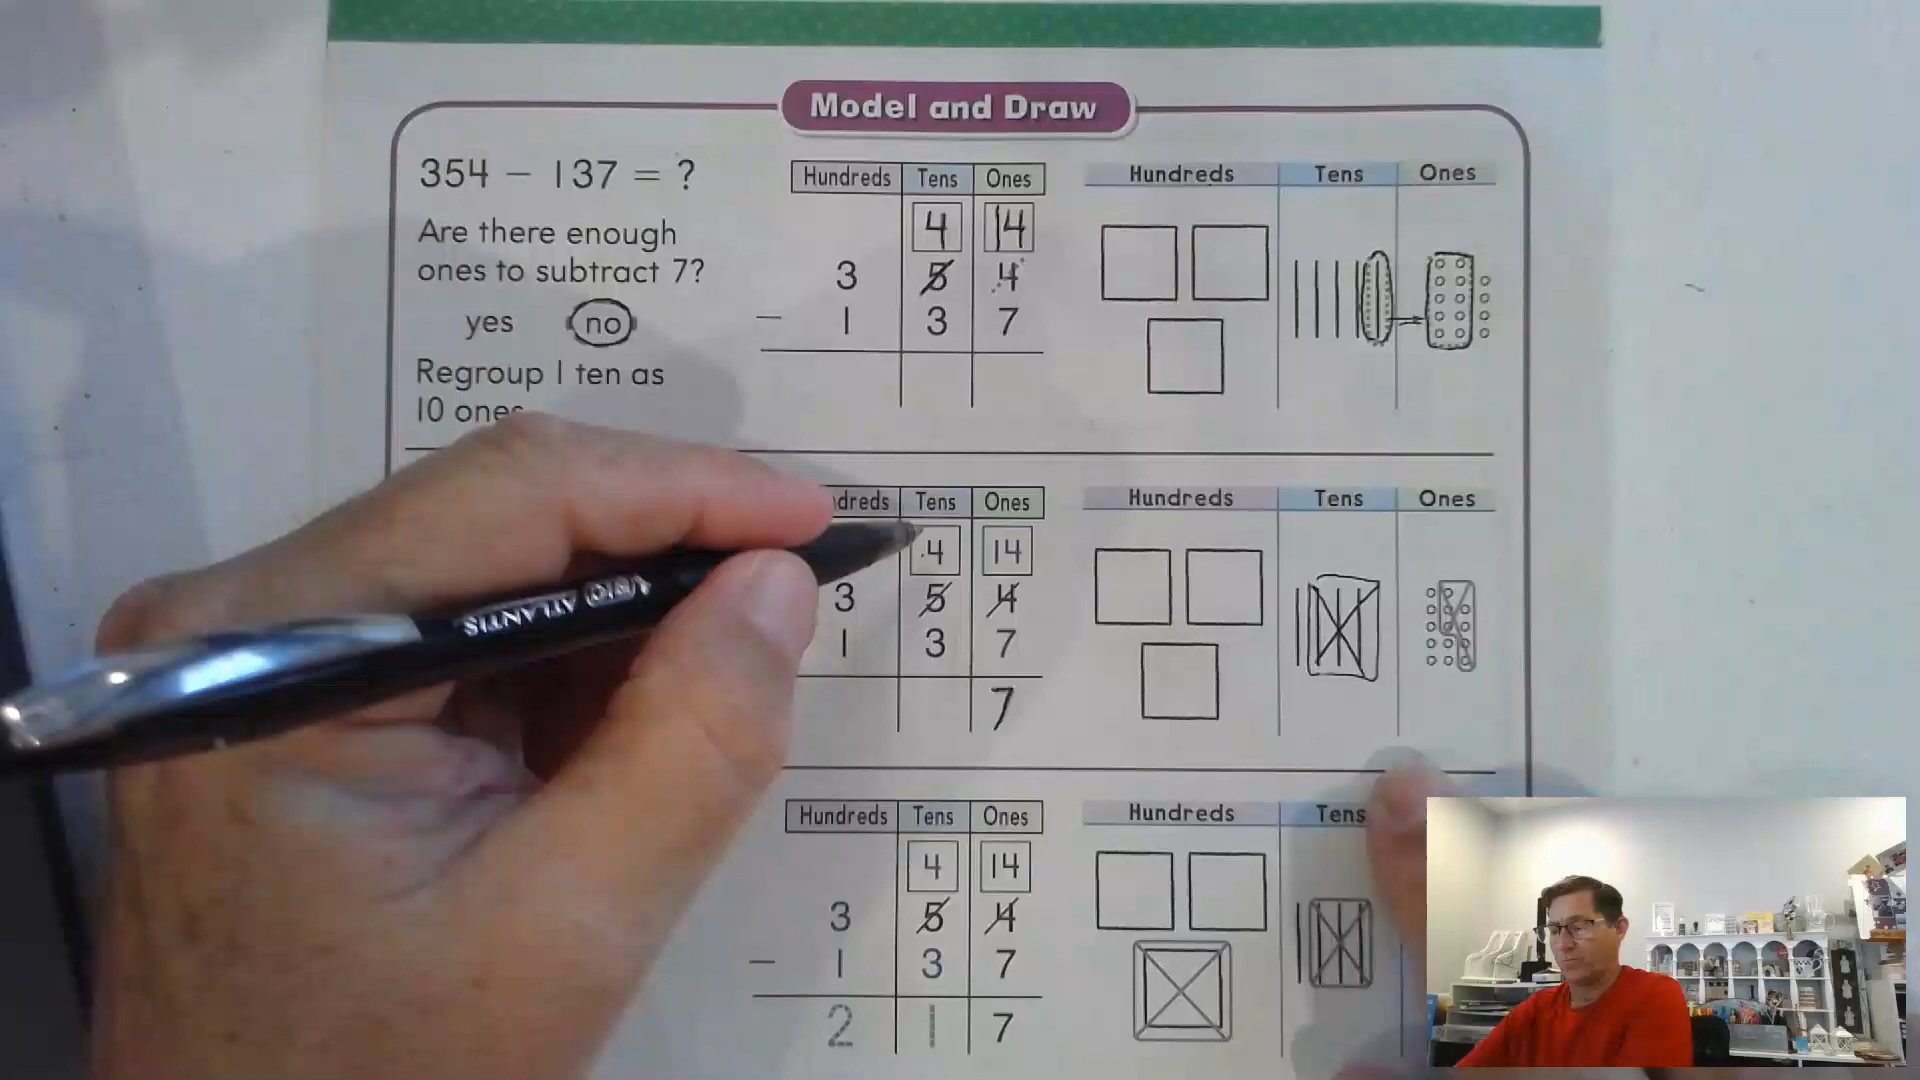 Model and Draw
354 − 137 = ?
Are there enough
ones to subtract 7?
yes no
Regroup 1 ten as
10 ones
Hundreds Tens Ones
4 14
3 5 4
− 1 3 7
Hundreds Tens Ones
Tens Ones
4 14
3 5 4
1 3 7
7
Hundreds Tens Ones
ATLANTIS
Hundreds Tens Ones
4 14
3 5 4
− 1 3 7
2 1 7
Hundreds Tens